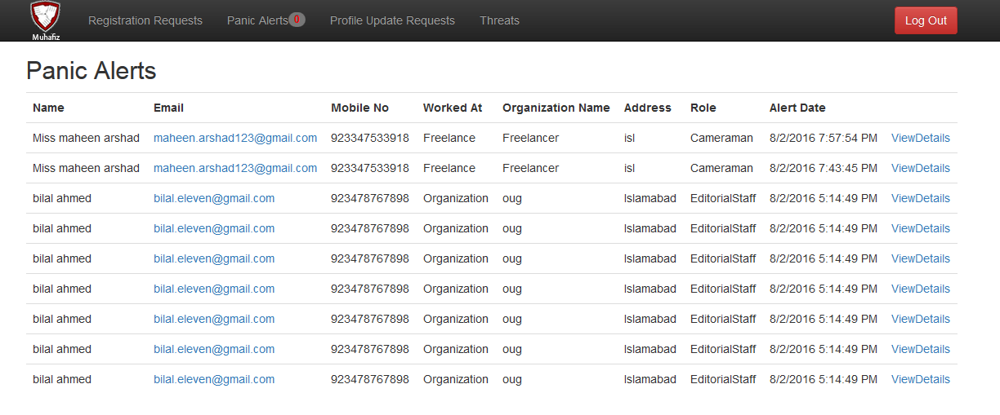 Muhafiz
Registration Requests Panic Alerts 0 Profile Update Requests Threats Log Out
Panic Alerts
Name Email Mobile No Worked At Organization Name Address Role Alert Date
Miss maheen arshad maheen.arshad123@gmail.com 923347533918 Freelance Freelancer isl Cameraman 8/2/2016 7:57:54 PM ViewDetails
Miss maheen arshad maheen.arshad123@gmail.com 923347533918 Freelance Freelancer isl Cameraman 8/2/2016 7:43:45 PM ViewDetails
bilal ahmed bilal.eleven@gmail.com 923478767898 Organization oug Islamabad EditorialStaff 8/2/2016 5:14:49 PM ViewDetails
bilal ahmed bilal.eleven@gmail.com 923478767898 Organization oug Islamabad EditorialStaff 8/2/2016 5:14:49 PM ViewDetails
bilal ahmed bilal.eleven@gmail.com 923478767898 Organization oug Islamabad EditorialStaff 8/2/2016 5:14:49 PM ViewDetails
bilal ahmed bilal.eleven@gmail.com 923478767898 Organization oug Islamabad EditorialStaff 8/2/2016 5:14:49 PM ViewDetails
bilal ahmed bilal.eleven@gmail.com 923478767898 Organization oug Islamabad EditorialStaff 8/2/2016 5:14:49 PM ViewDetails
bilal ahmed bilal.eleven@gmail.com 923478767898 Organization oug Islamabad EditorialStaff 8/2/2016 5:14:49 PM ViewDetails
bilal ahmed bilal.eleven@gmail.com 923478767898 Organization oug Islamabad EditorialStaff 8/2/2016 5:14:49 PM ViewDetails